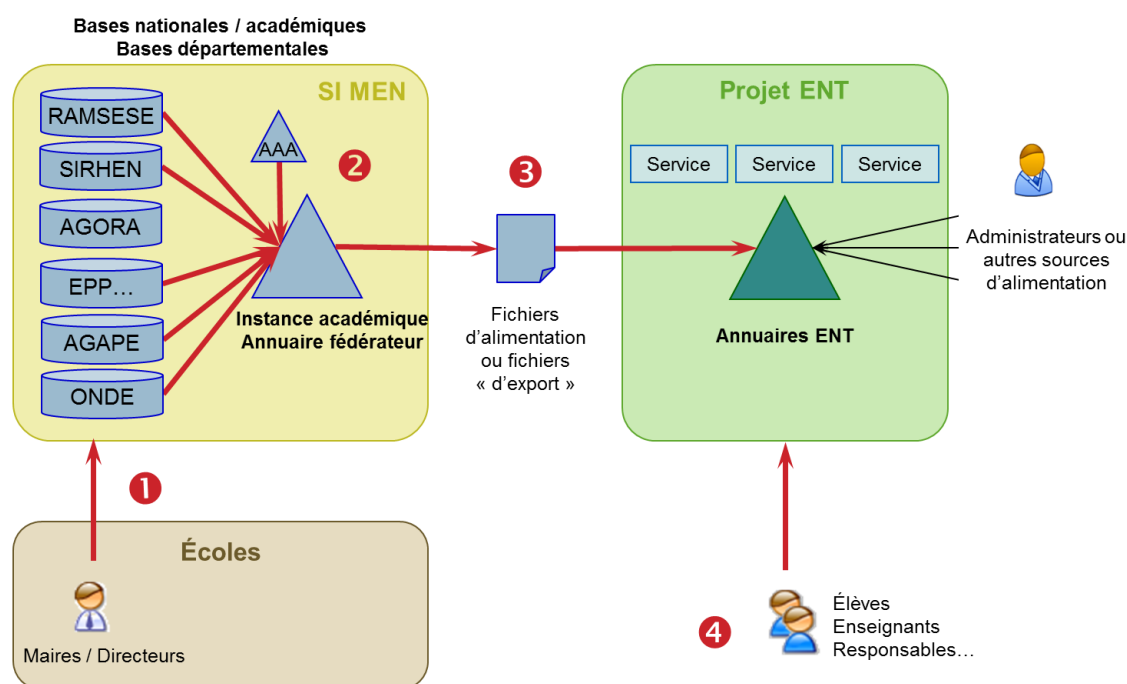 Bases nationales / académiques
Bases départementales
SI MEN
RAMSESE
SIRHEN
AGORA
EPP…
AGAPE
ONDE
AAA
2
Instance académique
Annuaire fédérateur
3
Fichiers
d’alimentation
ou fichiers
« d’export »
Projet ENT
Service
Service
Service
Annuaires ENT
Administrateurs ou
autres sources
d’alimentation
1
Écoles
Maires / Directeurs
4
Élèves
Enseignants
Responsables…